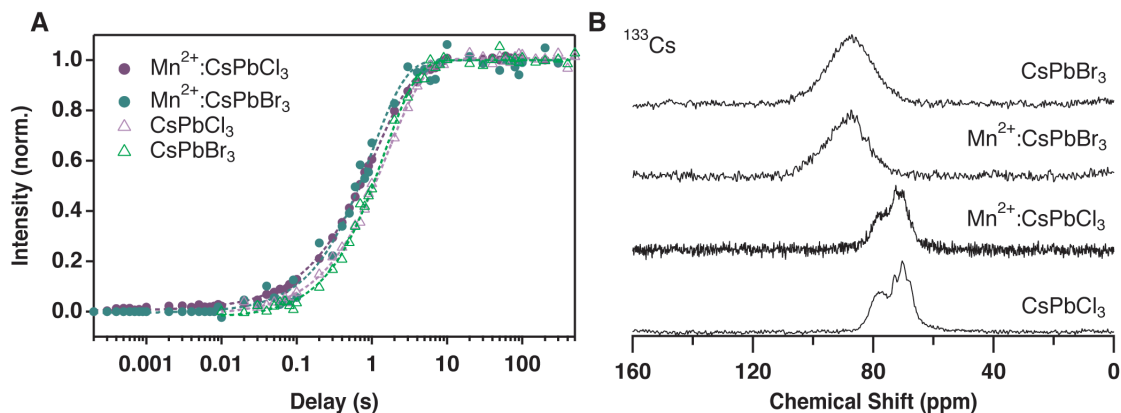 A
Intensity (norm.)
1.0
0.8
0.6
0.4
0.2
0.0
Mn²⁺:CsPbCl₃
Mn²⁺:CsPbBr₃
CsPbCl₃
CsPbBr₃
0.001 0.01 0.1 1 10 100
Delay (s)
B
¹³³Cs
CsPbBr₃
Mn²⁺:CsPbBr₃
Mn²⁺:CsPbCl₃
CsPbCl₃
160 120 80 40 0
Chemical Shift (ppm)